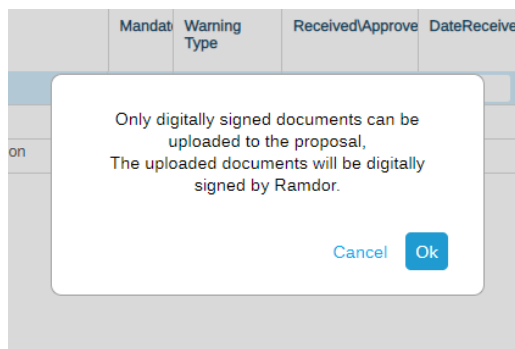 Mandat Warning Type Received\Approve DateReceive
on
Only digitally signed documents can be
uploaded to the proposal,
The uploaded documents will be digitally
signed by Ramdor.
Cancel Ok